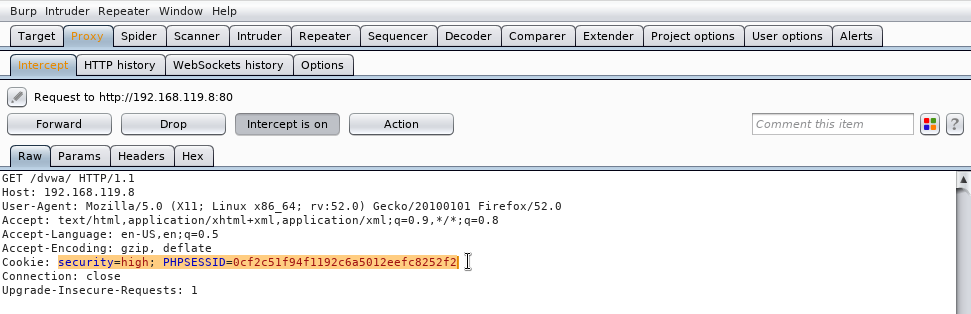 Burp Intruder Repeater Window Help
Target Proxy Spider Scanner Intruder Repeater Sequencer Decoder Comparer Extender Project options User options Alerts
Intercept HTTP history WebSockets history Options
Request to http://192.168.119.8:80
Forward Drop Intercept is on Action Comment this item ?
Raw Params Headers Hex
GET /dvwa/ HTTP/1.1
Host: 192.168.119.8
User-Agent: Mozilla/5.0 (X11; Linux x86_64; rv:52.0) Gecko/20100101 Firefox/52.0
Accept: text/html,application/xhtml+xml,application/xml;q=0.9,*/*;q=0.8
Accept-Language: en-US,en;q=0.5
Accept-Encoding: gzip, deflate
Cookie: security=high; PHPSESSID=0cf2c51f94f1192c6a5012eefc8252f2
Connection: close
Upgrade-Insecure-Requests: 1